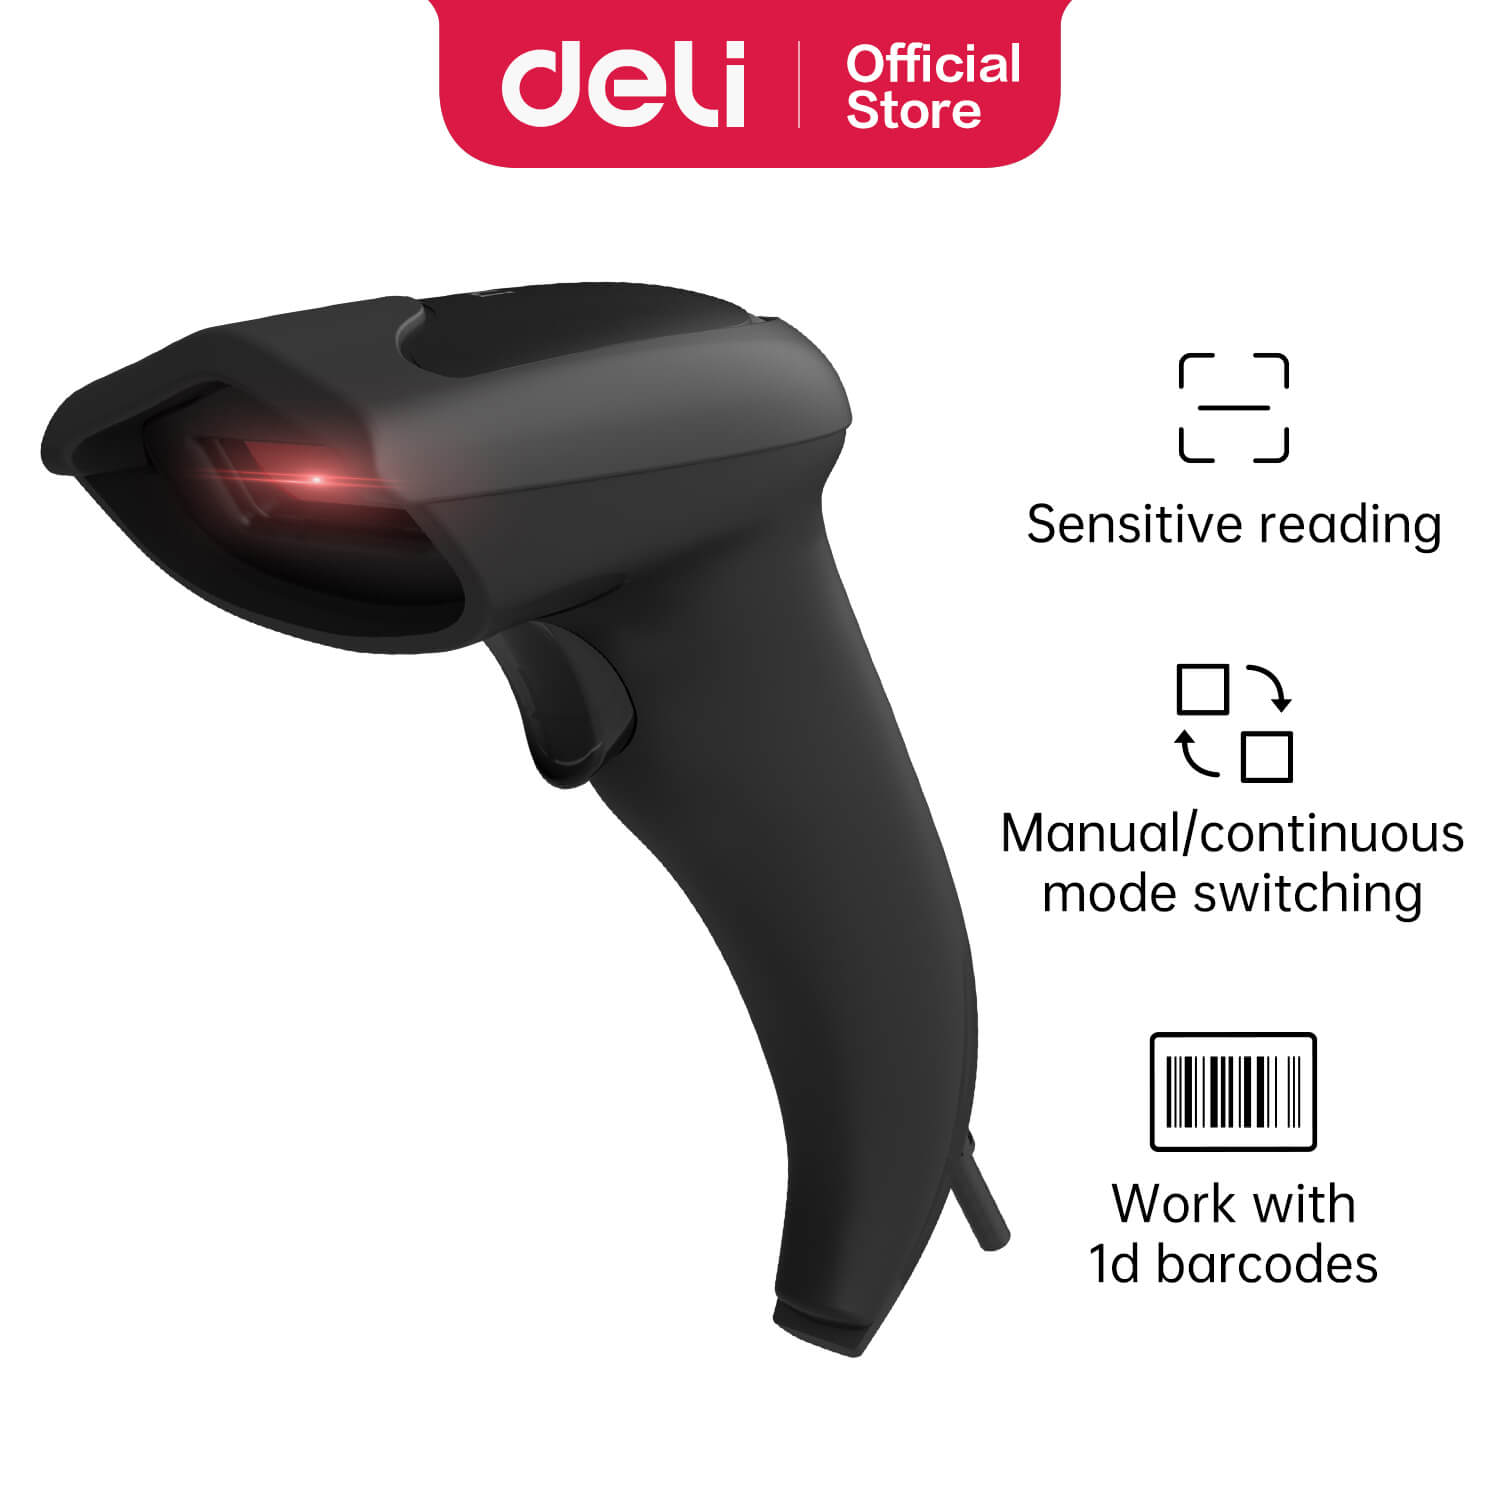 deli
Official
Store
Sensitive reading
Manual/continuous
mode switching
Work with
1d barcodes